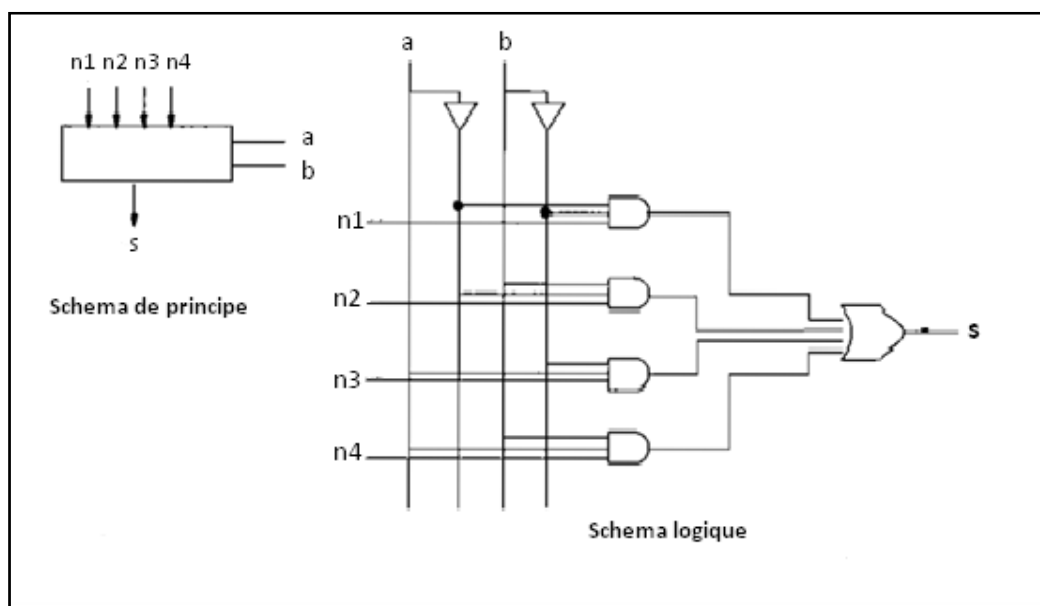 n1 n2 n3 n4
a
b
s
Schema de principe
a b
n1
n2
n3
n4
s
Schema logique